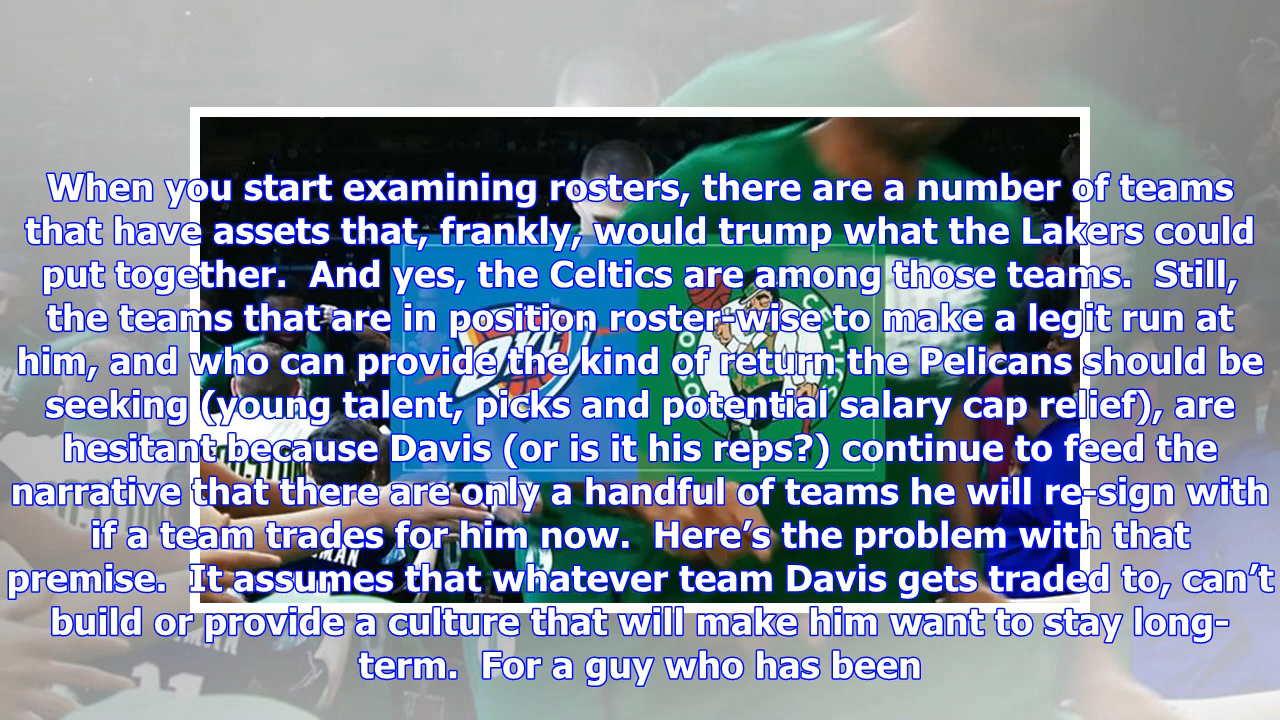 When you start examining rosters, there are a number of teams
that have assets that, frankly, would trump what the Lakers could
put together.  And yes, the Celtics are among those teams.  Still,
the teams that are in position roster-wise to make a legit run at
him, and who can provide the kind of return the Pelicans should be
seeking (young talent, picks and potential salary cap relief), are
hesitant because Davis (or is it his reps?) continue to feed the
narrative that there are only a handful of teams he will re-sign with
if a team trades for him now.  Here’s the problem with that
premise.  It assumes that whatever team Davis gets traded to, can’t
build or provide a culture that will make him want to stay long-
term.  For a guy who has been